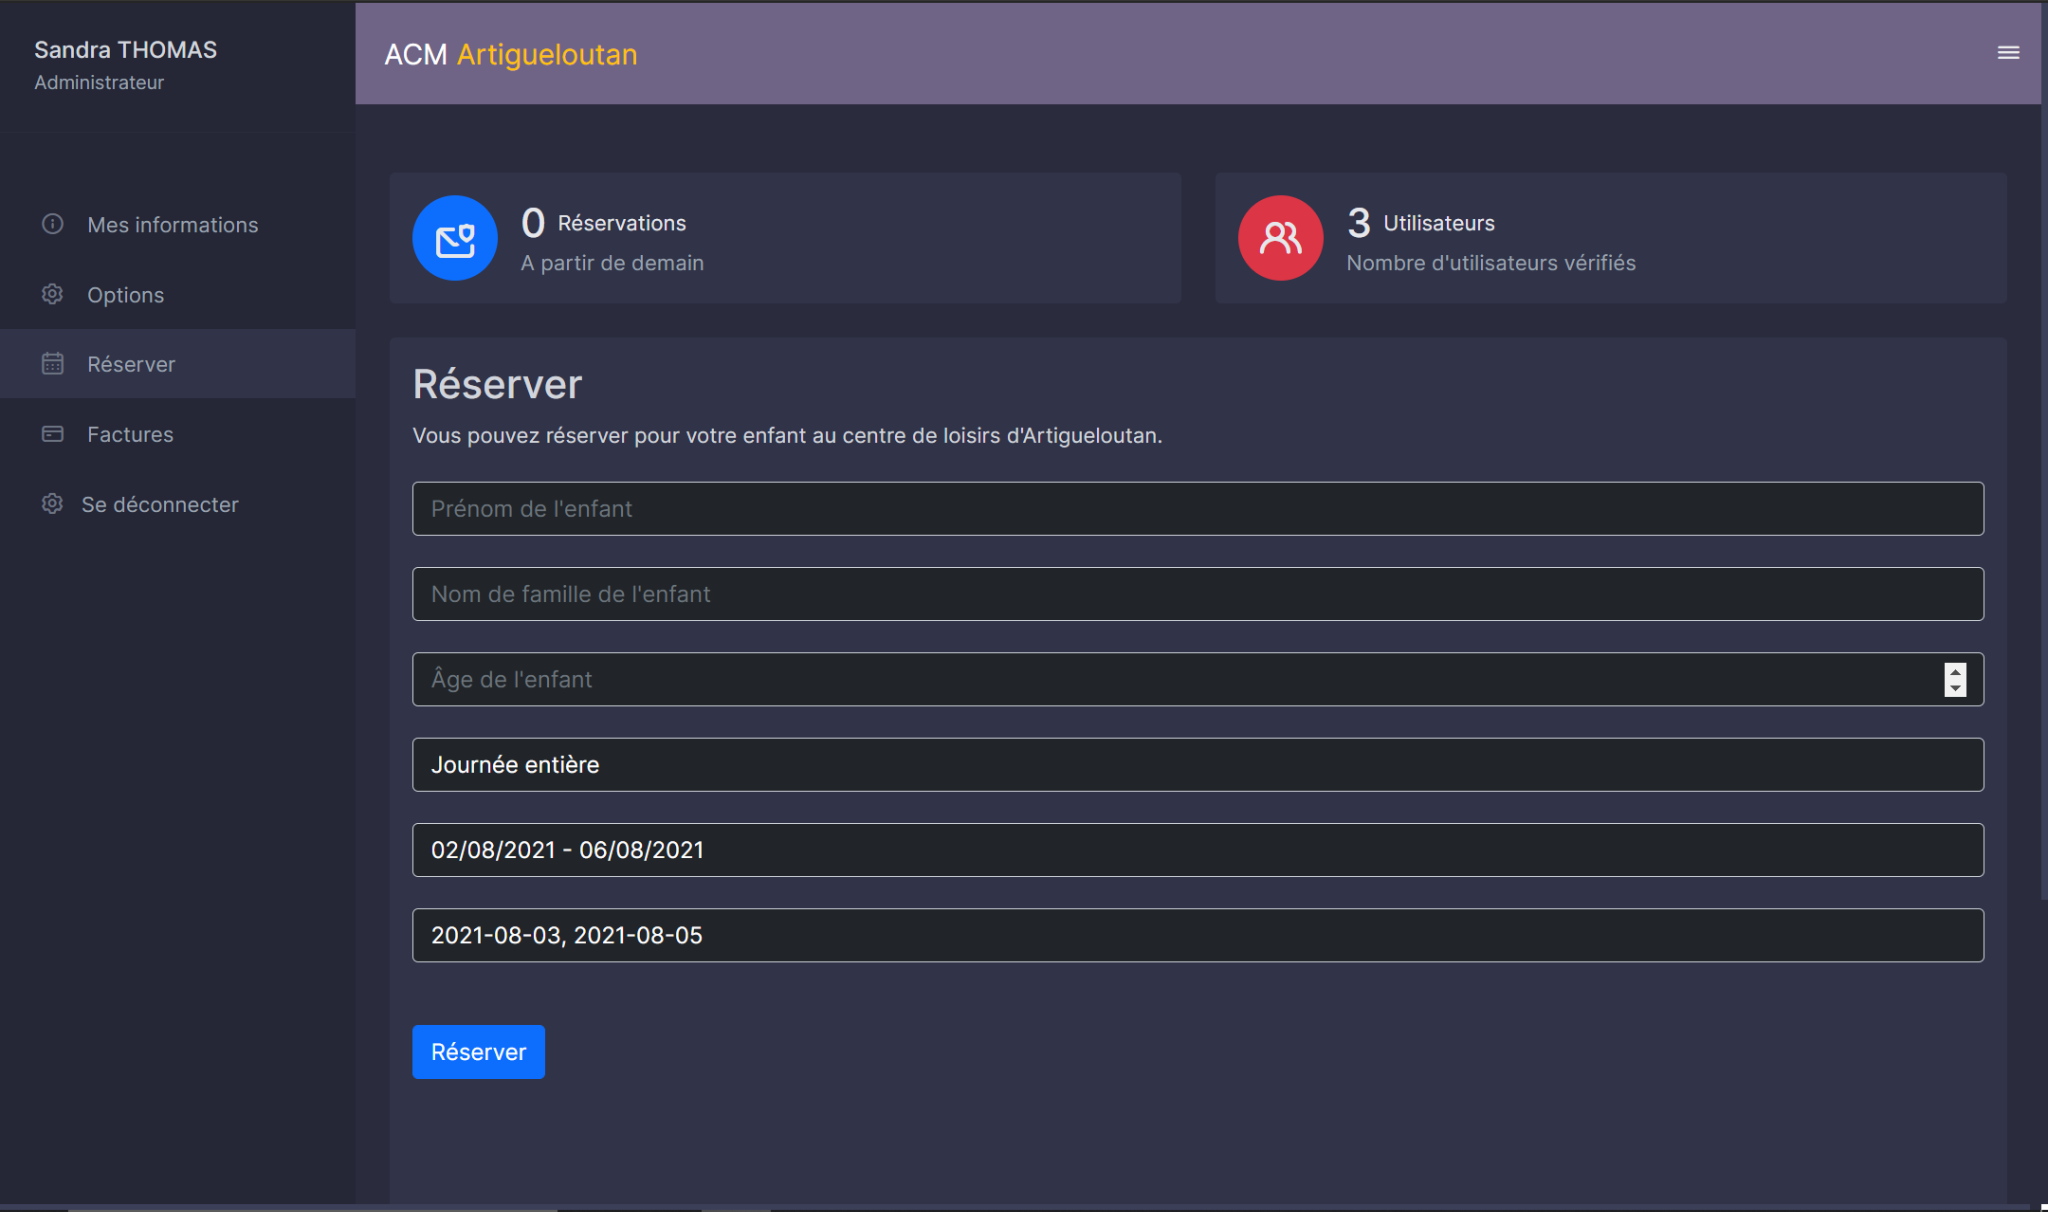 Sandra THOMAS
Administrateur
Mes informations
Options
Réserver
Factures
Se déconnecter
ACM Artigueloutan
0 Réservations
A partir de demain
3 Utilisateurs
Nombre d'utilisateurs vérifiés
Réserver
Vous pouvez réserver pour votre enfant au centre de loisirs d'Artigueloutan.
Prénom de l'enfant
Nom de famille de l'enfant
Âge de l'enfant
Journée entière
02/08/2021 - 06/08/2021
2021-08-03, 2021-08-05
Réserver